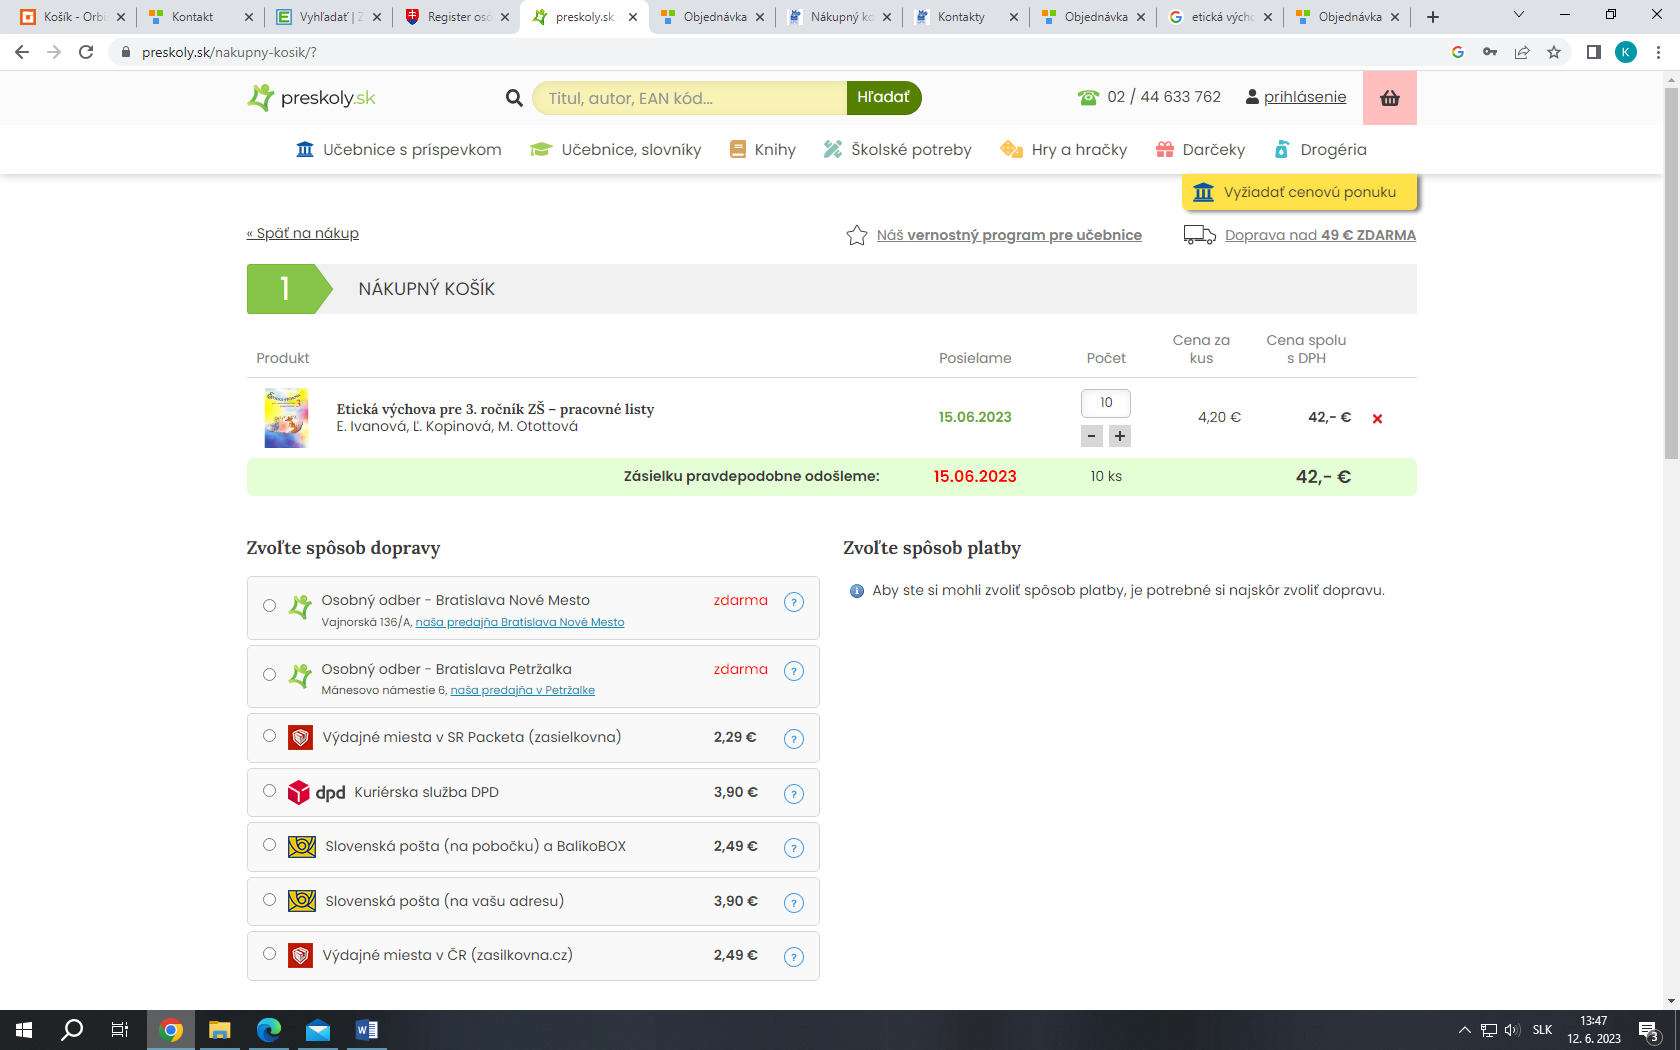 Košík - Orbi
Kontakt
Vyhľadať | Z
Register osó
preskoly.sk
Objednávka
Nákupný ko
Kontakty
Objednávka
etická vých
Objednávka
preskoly.sk/nakupny-kosik/?
K
preskoly.sk
Titul, autor, EAN kód...
Hľadať
02 / 44 633 762
prihlásenie
Učebnice s príspevkom
Učebnice, slovníky
Knihy
Školské potreby
Hry a hračky
Darčeky
Drogéria
Vyžiadať cenovú ponuku
« Späť na nákup
Náš vernostný program pre učebnice
Doprava nad 49 € ZDARMA
1 NÁKUPNÝ KOŠÍK
Produkt
Posielame
Počet
Cena za
kus
Cena spolu
s DPH
Etická výchova pre 3. ročník ZŠ – pracovné listy
E. Ivanová, Ľ. Kopinová, M. Otottová
15.06.2023
10
- +
4,20 €
42,- €
Zásielku pravdepodobne odošleme: 15.06.2023 10 ks 42,- €
Zvoľte spôsob dopravy
Osobný odber - Bratislava Nové Mesto zdarma ?
Vajnorská 136/A, naša predajňa Bratislava Nové Mesto
Osobný odber - Bratislava Petržalka zdarma ?
Mánesovo námestie 6, naša predajňa v Petržalke
Výdajné miesta v SR Packeta (zasielkovna) 2,29 € ?
dpd Kuriérska služba DPD 3,90 € ?
Slovenská pošta (na pobočku) a BalíkoBOX 2,49 € ?
Slovenská pošta (na vašu adresu) 3,90 € ?
Výdajné miesta v ČR (zasilkovna.cz) 2,49 € ?
Zvoľte spôsob platby
Aby ste si mohli zvoliť spôsob platby, je potrebné si najskôr zvoliť dopravu.
SLK
13:47
12. 6. 2023
3